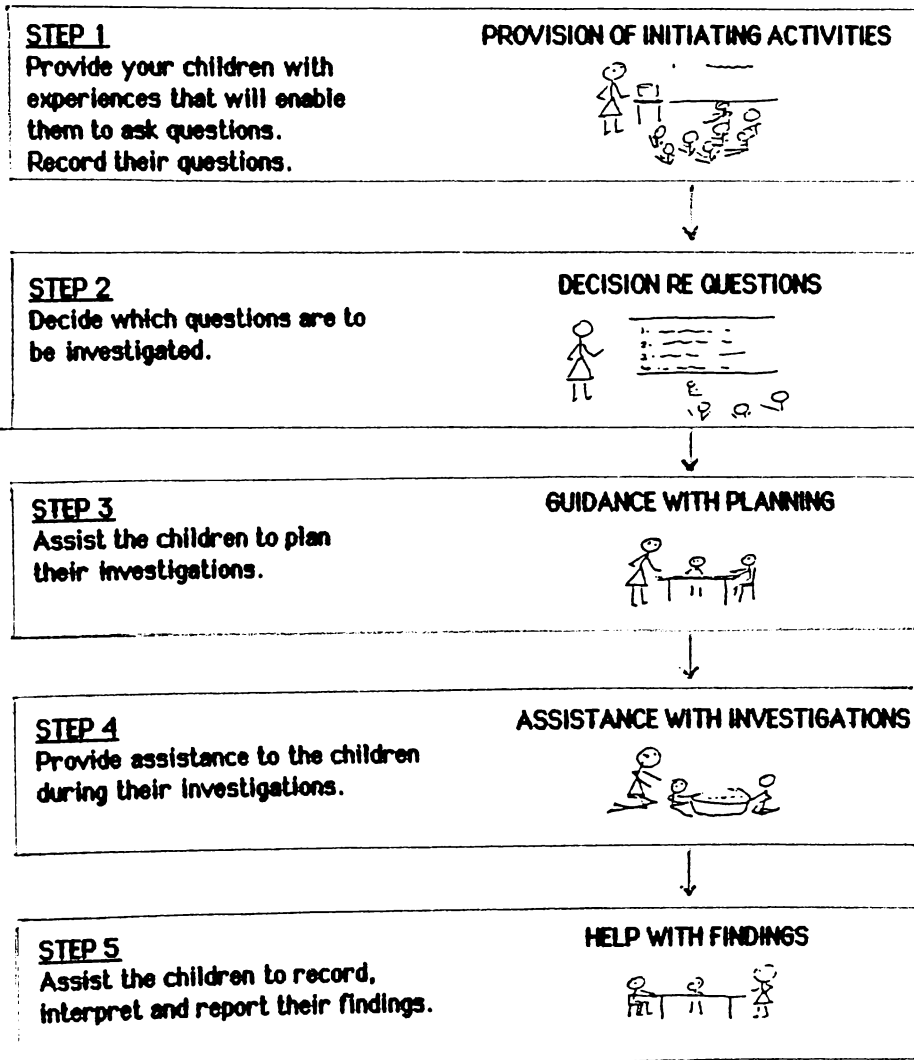 STEP 1
Provide your children with
experiences that will enable
them to ask questions.
Record their questions.
PROVISION OF INITIATING ACTIVITIES
STEP 2
Decide which questions are to
be investigated.
DECISION RE QUESTIONS
1.
2.
3.
STEP 3
Assist the children to plan
their investigations.
GUIDANCE WITH PLANNING
STEP 4
Provide assistance to the children
during their investigations.
ASSISTANCE WITH INVESTIGATIONS
STEP 5
Assist the children to record,
interpret and report their findings.
HELP WITH FINDINGS